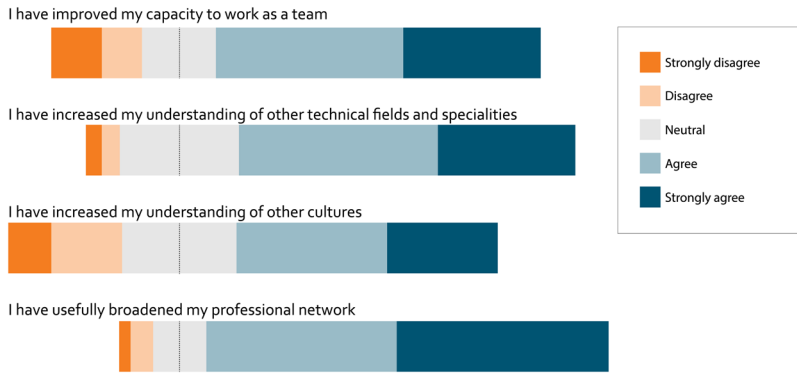 I have improved my capacity to work as a team
I have increased my understanding of other technical fields and specialities
I have increased my understanding of other cultures
I have usefully broadened my professional network
Strongly disagree
Disagree
Neutral
Agree
Strongly agree